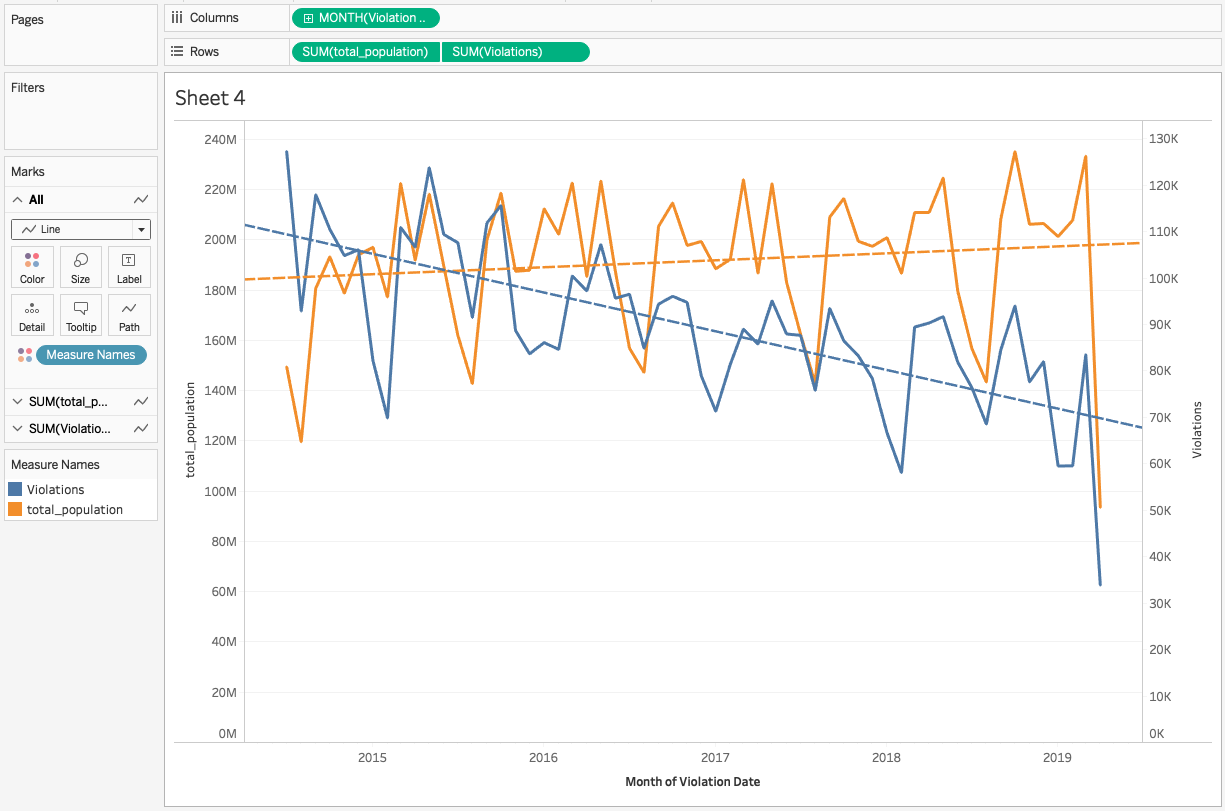 Pages
Columns
MONTH(Violation ..
Rows
SUM(total_population)
SUM(Violations)
Filters
Marks
All
Line
Color
Size
Label
T
Detail
Tooltip
Path
Measure Names
SUM(total_p...
SUM(Violatio...
Measure Names
Violations
total_population
Sheet 4
240M
220M
200M
180M
160M
140M
120M
100M
80M
60M
40M
20M
0M
total_population
130K
120K
110K
100K
90K
80K
70K
60K
50K
40K
30K
20K
10K
0K
Violations
2015
2016
2017
2018
2019
Month of Violation Date